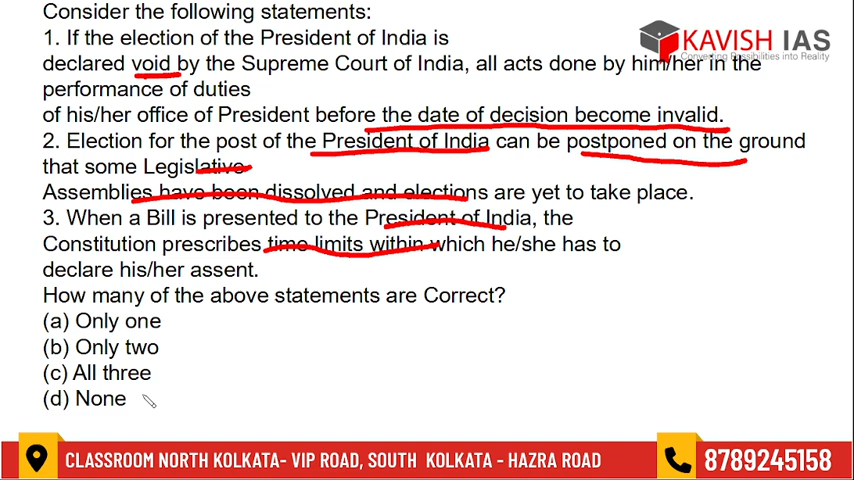 Consider the following statements:
1. If the election of the President of India is
declared void by the Supreme Court of India, all acts done by him/her in the
performance of duties
of his/her office of President before the date of decision become invalid.
2. Election for the post of the President of India can be postponed on the ground
that some Legislative
Assemblies have been dissolved and elections are yet to take place.
3. When a Bill is presented to the President of India, the
Constitution prescribes time limits within which he/she has to
declare his/her assent.
How many of the above statements are Correct?
(a) Only one
(b) Only two
(c) All three
(d) None
KAVISH IAS
Converting Possibilities into Reality
CLASSROOM NORTH KOLKATA- VIP ROAD, SOUTH KOLKATA - HAZRA ROAD
8789245158